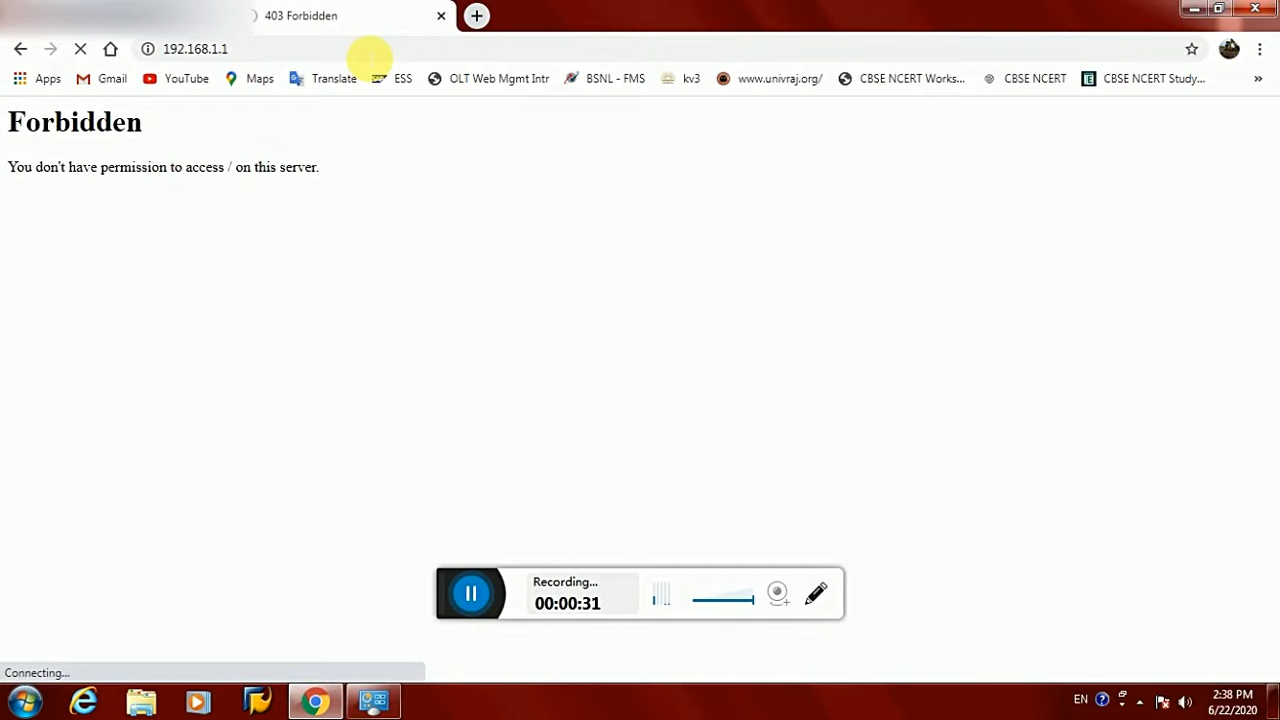 403 Forbidden
192.168.1.1
Apps Gmail YouTube Maps Translate ESS OLT Web Mgmt Intr BSNL - FMS kv3 www.univraj.org/ CBSE NCERT Works... CBSE NCERT CBSE NCERT Study... »
Forbidden
You don't have permission to access / on this server.
Recording...
00:00:31
Connecting...
EN
2:38 PM
6/22/2020